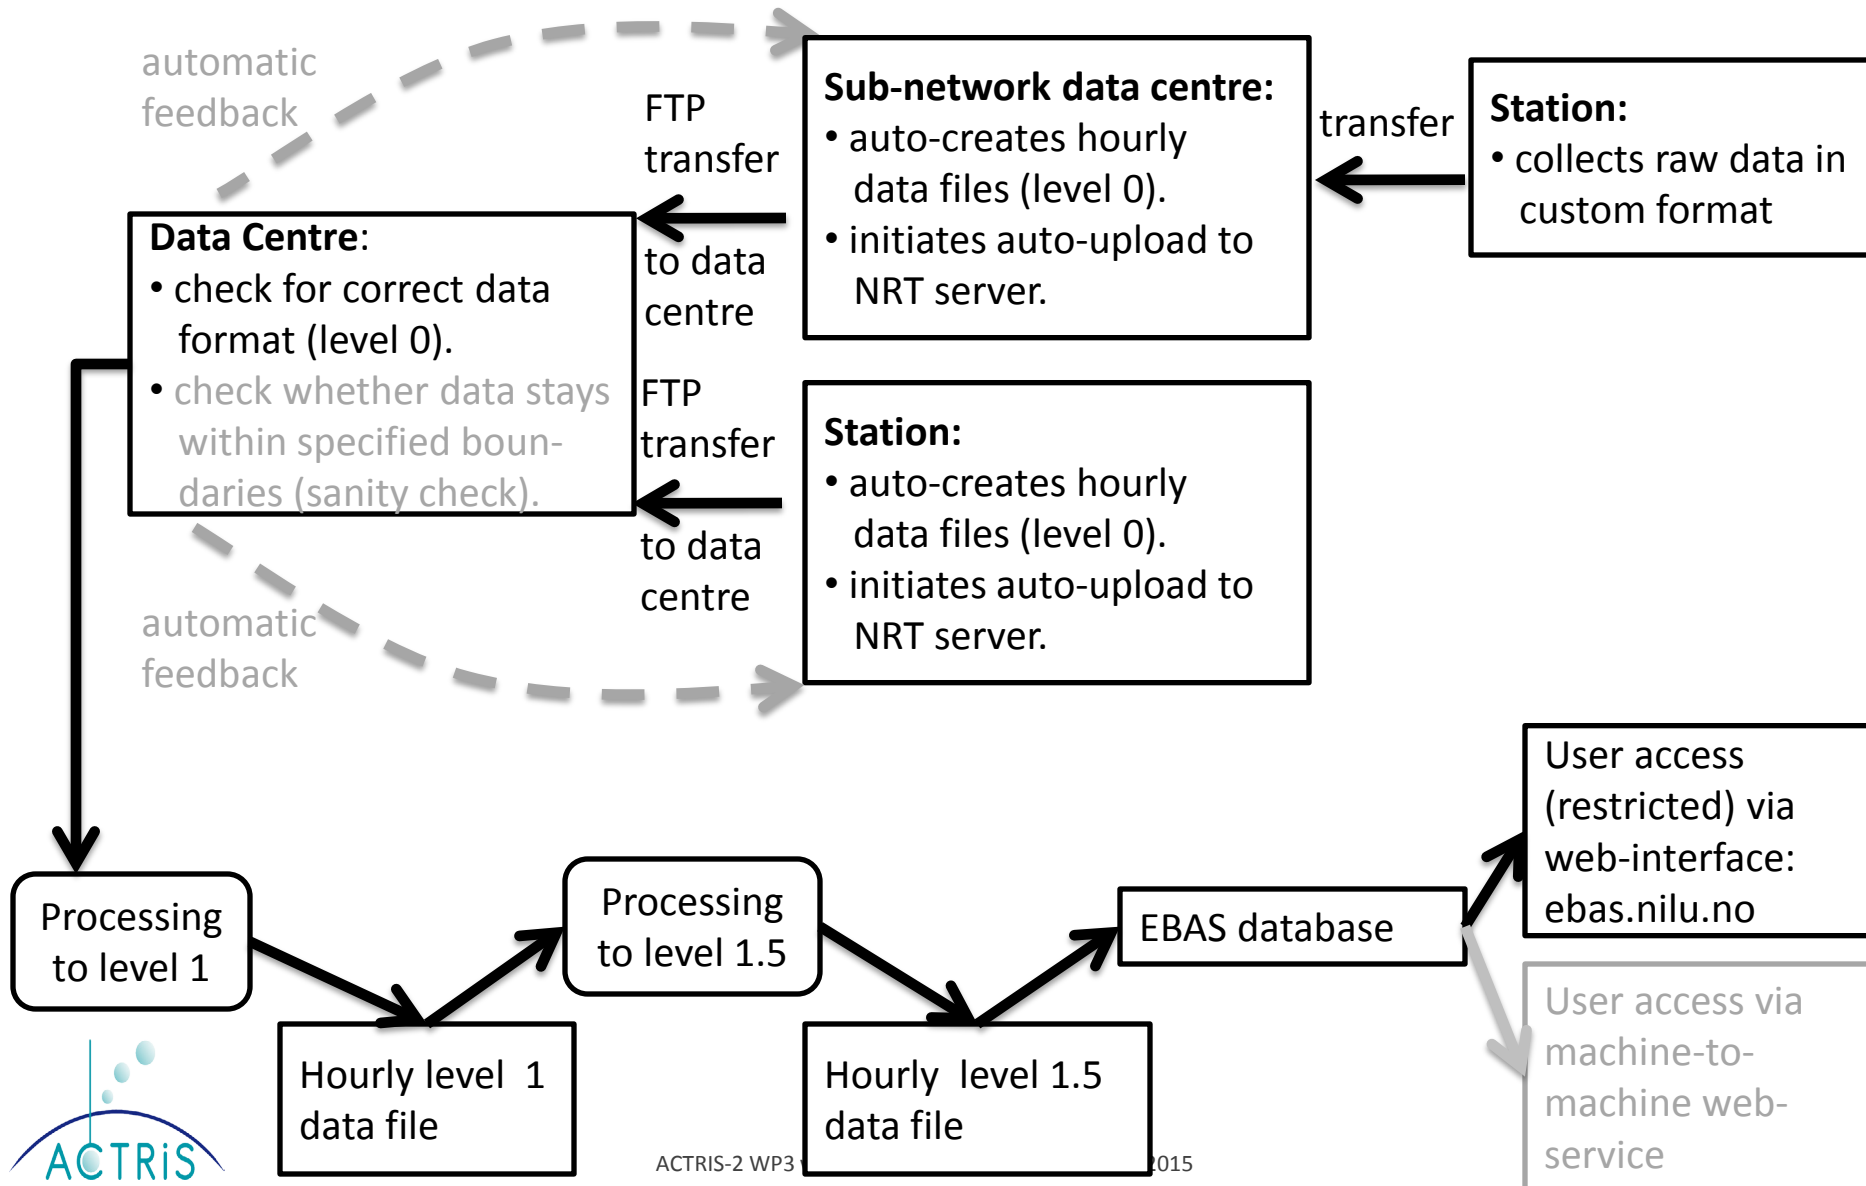 automatic
feedback
FTP
transfer
to data
centre
Sub-network data centre:
• auto-creates hourly
data files (level 0).
• initiates auto-upload to
NRT server.
transfer
Station:
• collects raw data in
custom format
Data Centre:
• check for correct data
format (level 0).
• check whether data stays
within specified boun-
daries (sanity check).
FTP
transfer
to data
centre
Station:
• auto-creates hourly
data files (level 0).
• initiates auto-upload to
NRT server.
automatic
feedback
Processing
to level 1
Hourly level 1
data file
Processing
to level 1.5
Hourly level 1.5
data file
EBAS database
User access
(restricted) via
web-interface:
ebas.nilu.no
User access via
machine-to-
machine web-
service
ACTRiS
ACTRIS-2 WP3 2015